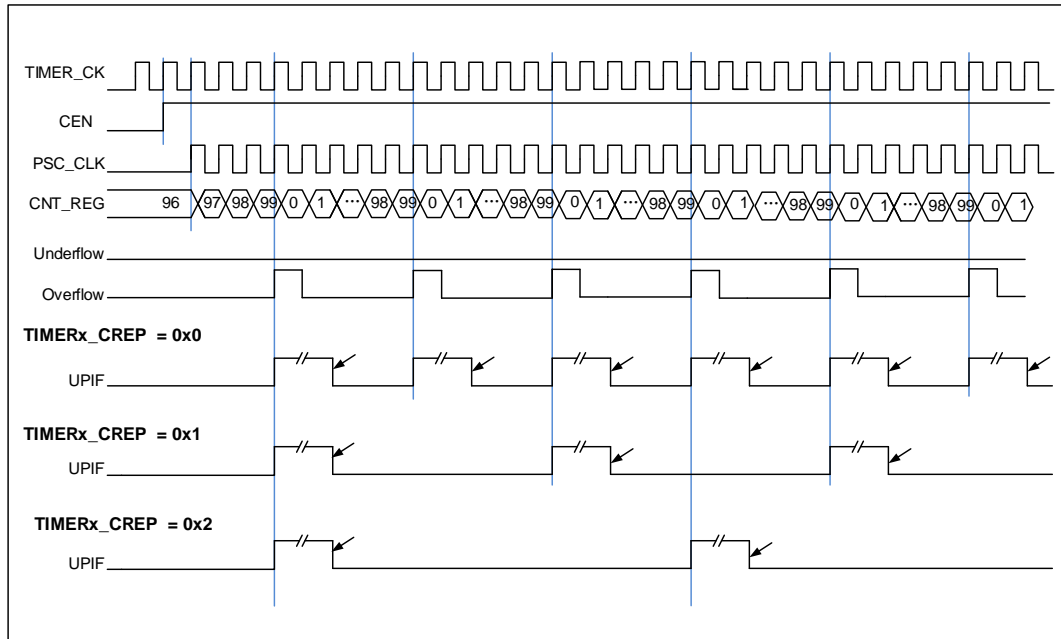 TIMER_CK
CEN
PSC_CLK
CNT_REG 96 97 98 99 0 1 ... 98 99 0 1 ... 98 99 0 1 ... 98 99 0 1 ... 98 99 0 1 ... 98 99 0 1
Underflow
Overflow
TIMERx_CREP = 0x0
UPIF
TIMERx_CREP = 0x1
UPIF
TIMERx_CREP = 0x2
UPIF